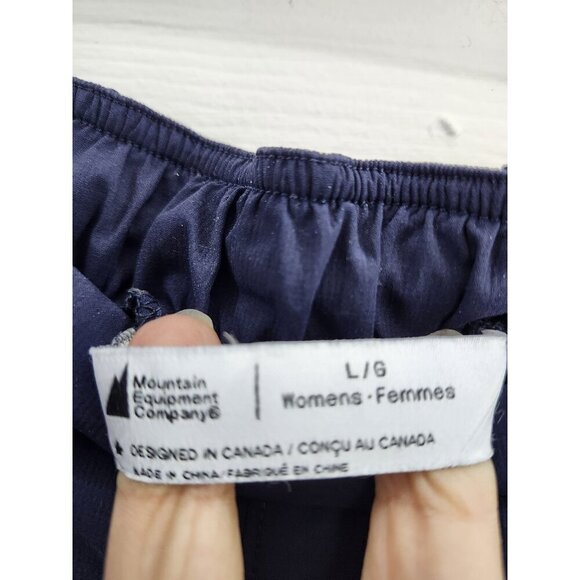 Mountain
Equipment
Company®
L/G
Womens · Femmes
DESIGNED IN CANADA / CONÇU AU CANADA
MADE IN CHINA / FABRIQUÉ EN CHINE